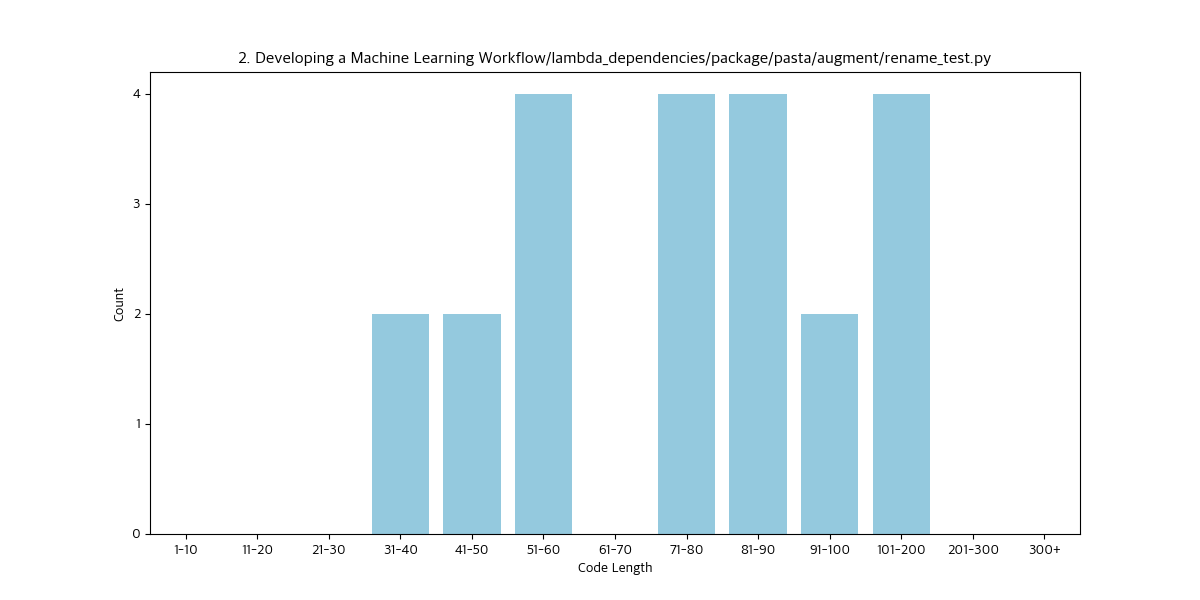 2. Developing a Machine Learning Workflow/lambda_dependencies/package/pasta/augment/rename_test.py
4
3
2
1
0
Count
1-10 11-20 21-30 31-40 41-50 51-60 61-70 71-80 81-90 91-100 101-200 201-300 300+
Code Length